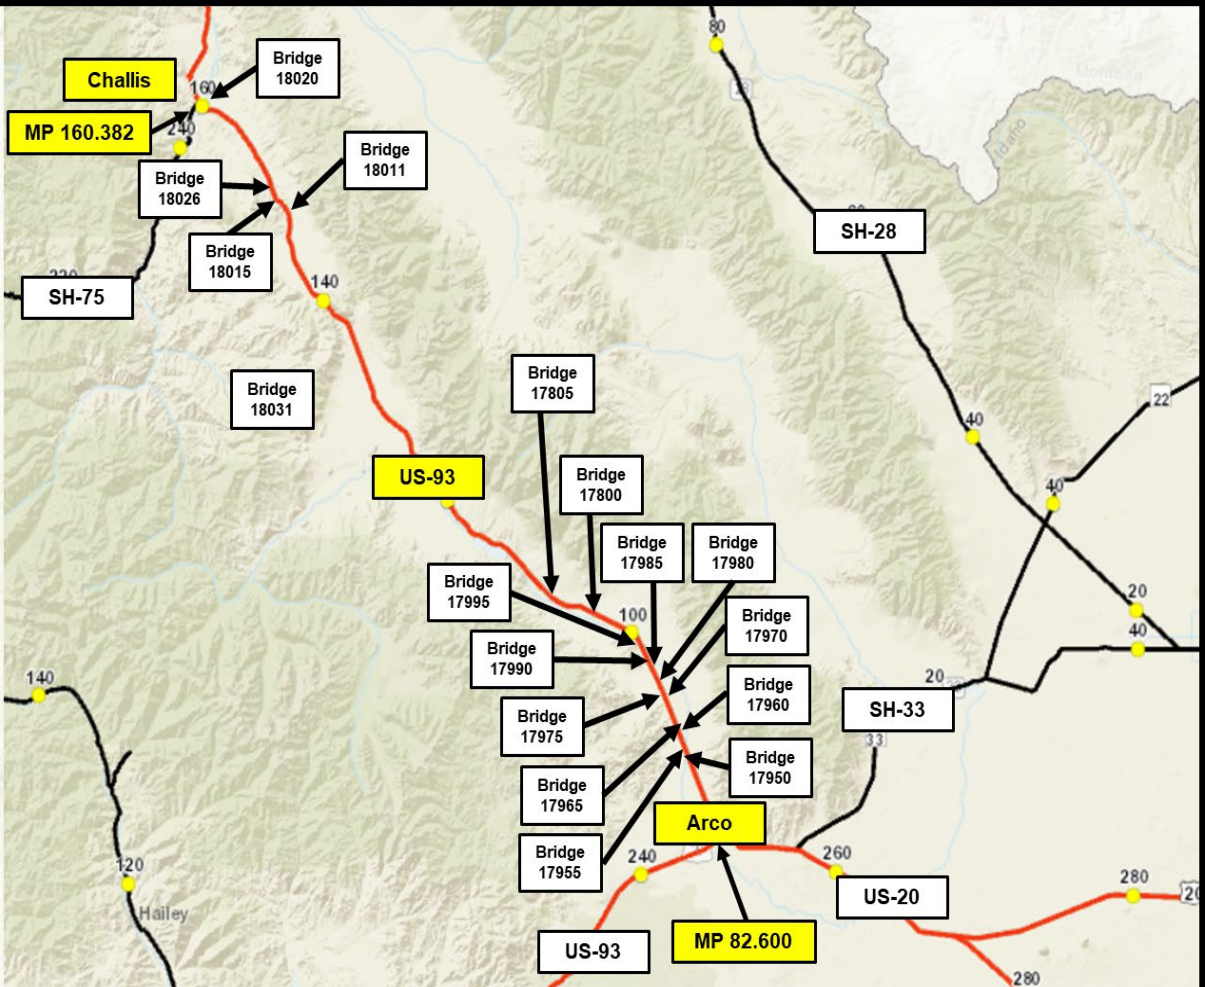 80
28
Montana
Idaho
Challis
160
Bridge
18020
MP 160.382
240
Bridge
18011
Bridge
18026
Bridge
18015
SH-28
SH-75
140
Bridge
18031
Bridge
17805
22
40
40
US-93
Bridge
17800
Bridge
17985
Bridge
17980
Bridge
17995
100
Bridge
17970
20
40
Bridge
17990
140
20
Bridge
17960
SH-33
Bridge
17975
33
Bridge
17950
Bridge
17965
Arco
Bridge
17955
240
260
120
280
20
US-20
Hailey
MP 82.600
US-93
280